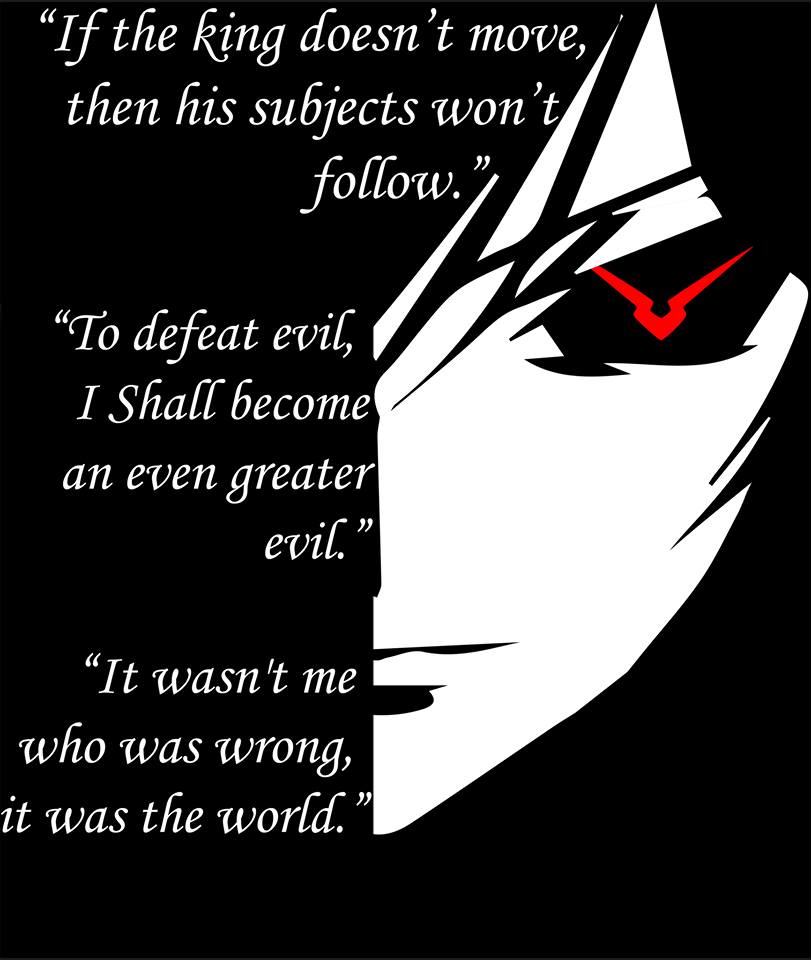 “If the king doesn’t move,
then his subjects won’t
follow.”
“To defeat evil,
I Shall become
an even greater
evil.”
“It wasn't me
who was wrong,
it was the world.”